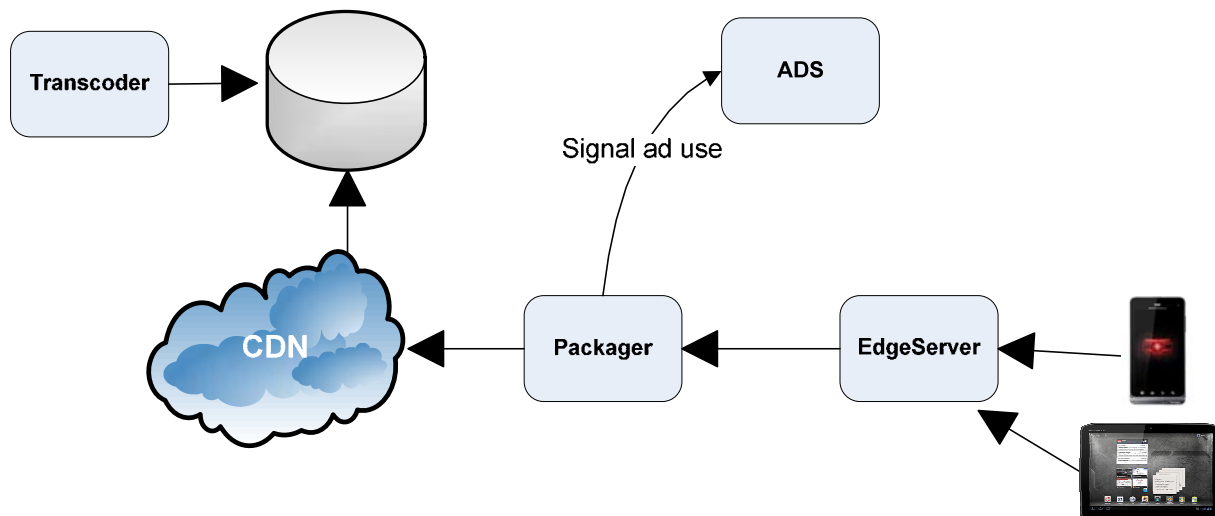 Transcoder
ADS
Signal ad use
CDN
Packager
EdgeServer